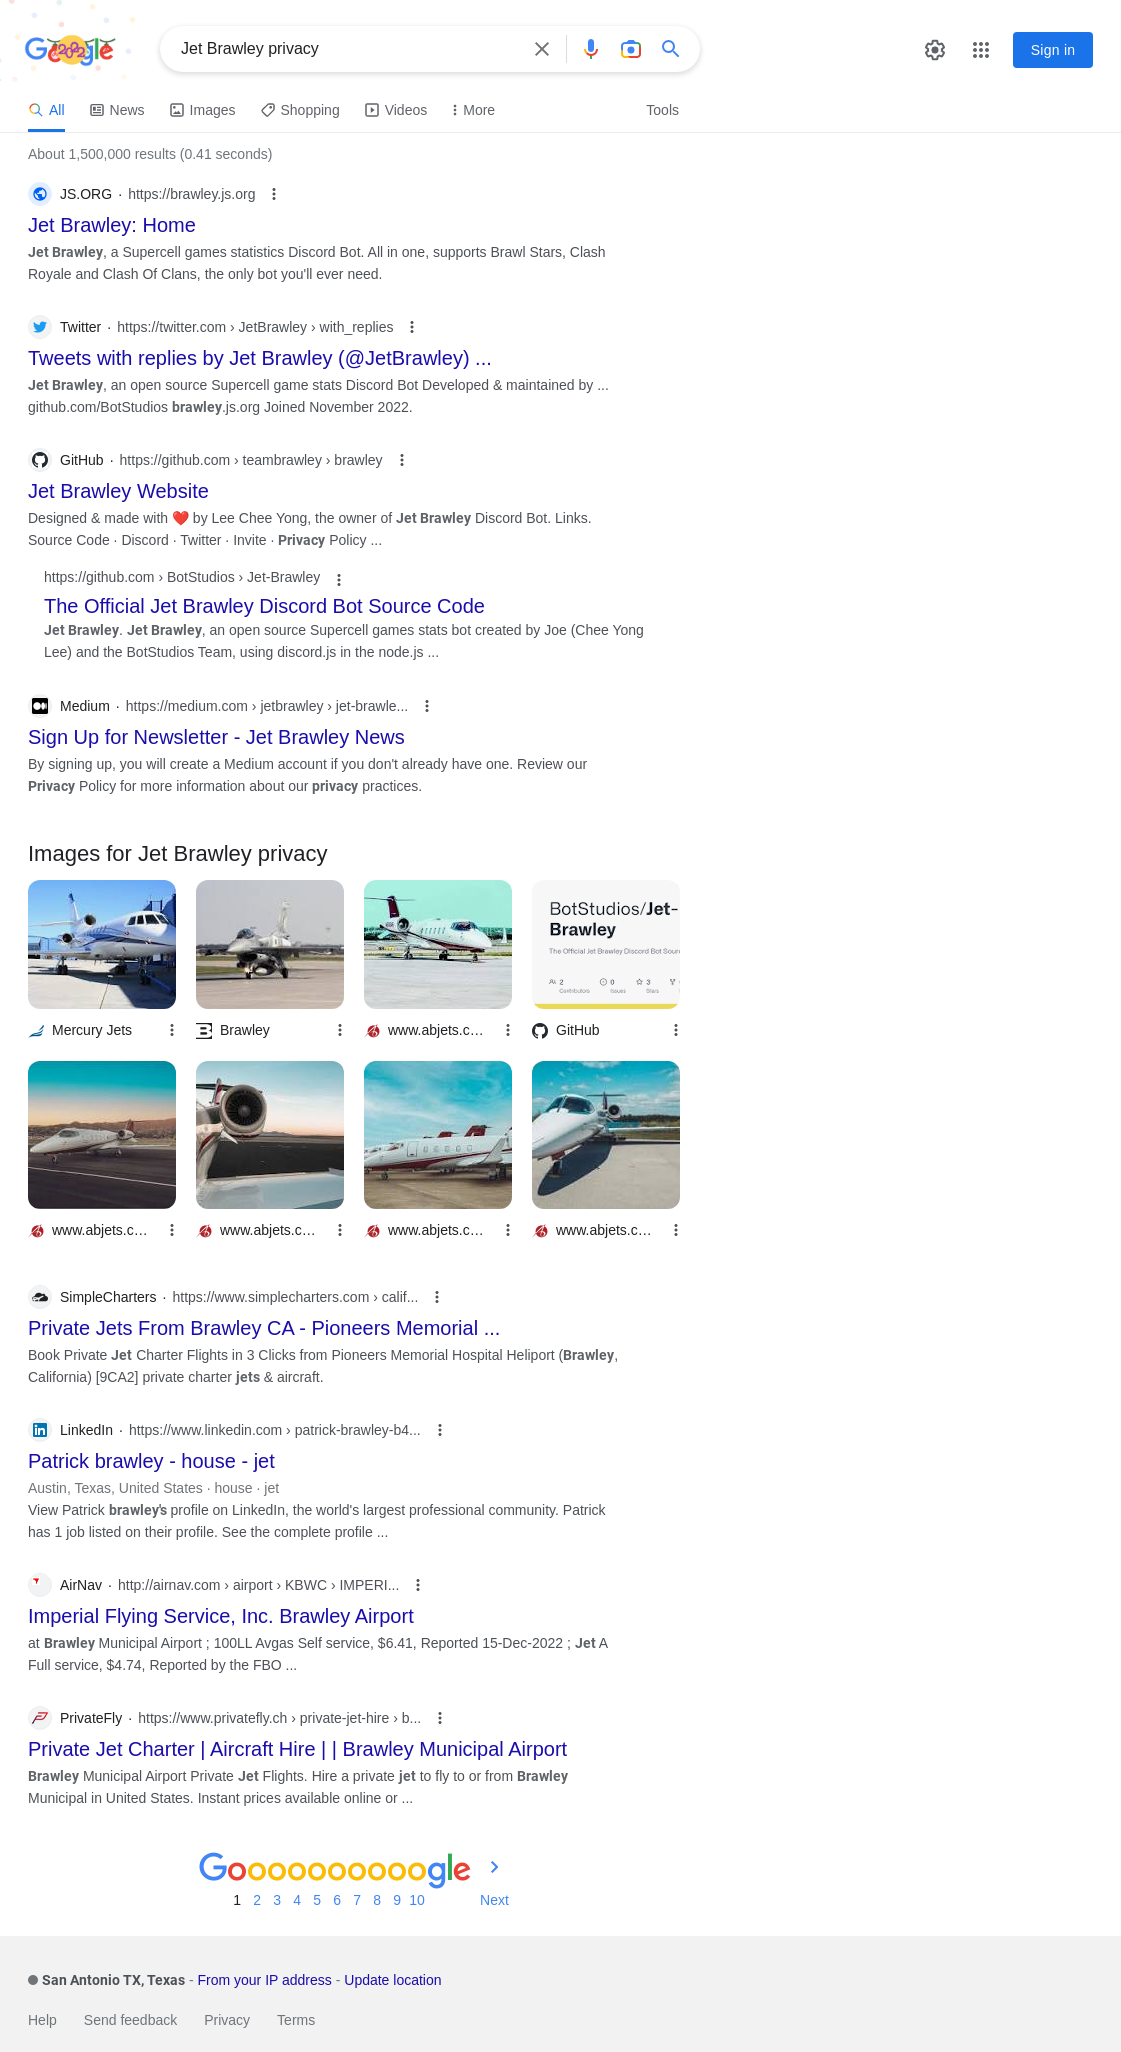 Google 2022
Jet Brawley privacy
Sign in
All
News
Images
Shopping
Videos
More
Tools
About 1,500,000 results (0.41 seconds)
JS.ORG · https://brawley.js.org
Jet Brawley: Home
Jet Brawley, a Supercell games statistics Discord Bot. All in one, supports Brawl Stars, Clash
Royale and Clash Of Clans, the only bot you'll ever need.
Twitter · https://twitter.com › JetBrawley › with_replies
Tweets with replies by Jet Brawley (@JetBrawley) ...
Jet Brawley, an open source Supercell game stats Discord Bot Developed & maintained by ...
github.com/BotStudios brawley.js.org Joined November 2022.
GitHub · https://github.com › teambrawley › brawley
Jet Brawley Website
Designed & made with ❤️ by Lee Chee Yong, the owner of Jet Brawley Discord Bot. Links.
Source Code · Discord · Twitter · Invite · Privacy Policy ...
https://github.com › BotStudios › Jet-Brawley
The Official Jet Brawley Discord Bot Source Code
Jet Brawley. Jet Brawley, an open source Supercell games stats bot created by Joe (Chee Yong
Lee) and the BotStudios Team, using discord.js in the node.js ...
Medium · https://medium.com › jetbrawley › jet-brawle...
Sign Up for Newsletter - Jet Brawley News
By signing up, you will create a Medium account if you don't already have one. Review our
Privacy Policy for more information about our privacy practices.
Images for Jet Brawley privacy
BotStudios/Jet-
Brawley
The Official Jet Brawley Discord Bot Sour
2 Contributors 0 Issues 3 Stars
Mercury Jets
Brawley
www.abjets.c...
GitHub
www.abjets.c...
www.abjets.c...
www.abjets.c...
www.abjets.c...
SimpleCharters · https://www.simplecharters.com › calif...
Private Jets From Brawley CA - Pioneers Memorial ...
Book Private Jet Charter Flights in 3 Clicks from Pioneers Memorial Hospital Heliport (Brawley,
California) [9CA2] private charter jets & aircraft.
LinkedIn · https://www.linkedin.com › patrick-brawley-b4...
Patrick brawley - house - jet
Austin, Texas, United States · house · jet
View Patrick brawley's profile on LinkedIn, the world's largest professional community. Patrick
has 1 job listed on their profile. See the complete profile ...
AirNav · http://airnav.com › airport › KBWC › IMPERI...
Imperial Flying Service, Inc. Brawley Airport
at Brawley Municipal Airport ; 100LL Avgas Self service, $6.41, Reported 15-Dec-2022 ; Jet A
Full service, $4.74, Reported by the FBO ...
PrivateFly · https://www.privatefly.ch › private-jet-hire › b...
Private Jet Charter | Aircraft Hire | | Brawley Municipal Airport
Brawley Municipal Airport Private Jet Flights. Hire a private jet to fly to or from Brawley
Municipal in United States. Instant prices available online or ...
Goooooooooogle
1 2 3 4 5 6 7 8 9 10 Next
San Antonio TX, Texas - From your IP address - Update location
Help Send feedback Privacy Terms